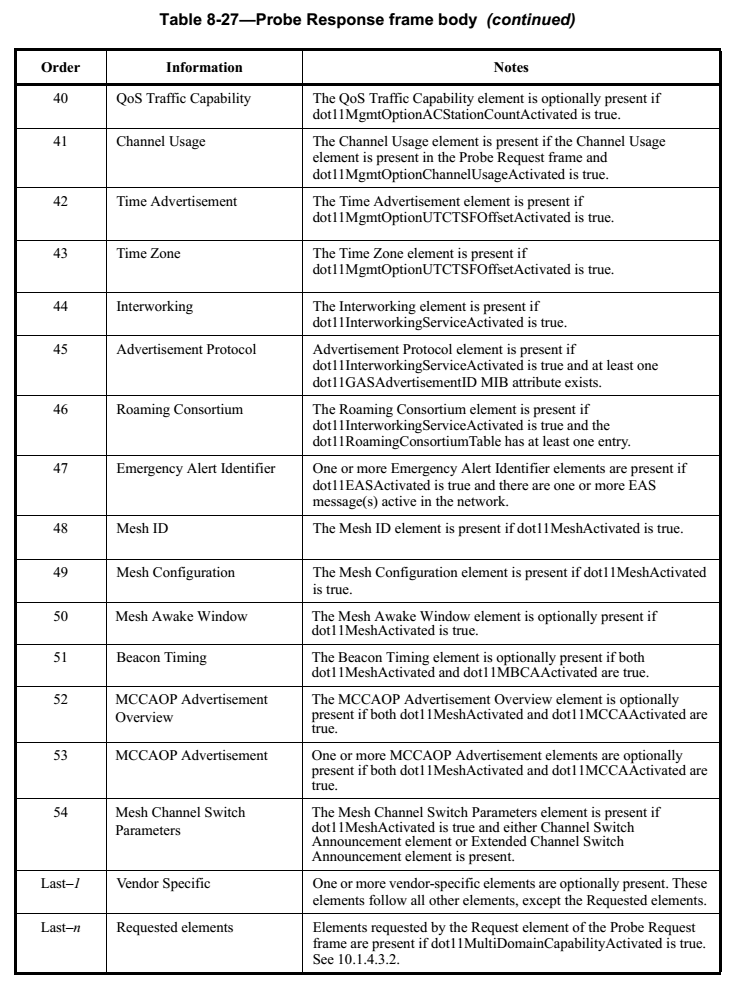 Table 8-27—Probe Response frame body (continued)
Order Information Notes
40 QoS Traffic Capability The QoS Traffic Capability element is optionally present if
dot11MgmtOptionACStationCountActivated is true.
41 Channel Usage The Channel Usage element is present if the Channel Usage
element is present in the Probe Request frame and
dot11MgmtOptionChannelUsageActivated is true.
42 Time Advertisement The Time Advertisement element is present if
dot11MgmtOptionUTCTSFOffsetActivated is true.
43 Time Zone The Time Zone element is present if
dot11MgmtOptionUTCTSFOffsetActivated is true.
44 Interworking The Interworking element is present if
dot11InterworkingServiceActivated is true.
45 Advertisement Protocol Advertisement Protocol element is present if
dot11InterworkingServiceActivated is true and at least one
dot11GASAdvertisementID MIB attribute exists.
46 Roaming Consortium The Roaming Consortium element is present if
dot11InterworkingServiceActivated is true and the
dot11RoamingConsortiumTable has at least one entry.
47 Emergency Alert Identifier One or more Emergency Alert Identifier elements are present if
dot11EASActivated is true and there are one or more EAS
message(s) active in the network.
48 Mesh ID The Mesh ID element is present if dot11MeshActivated is true.
49 Mesh Configuration The Mesh Configuration element is present if dot11MeshActivated
is true.
50 Mesh Awake Window The Mesh Awake Window element is optionally present if
dot11MeshActivated is true.
51 Beacon Timing The Beacon Timing element is optionally present if both
dot11MeshActivated and dot11MBCAActivated are true.
52 MCCAOP Advertisement The MCCAOP Advertisement Overview element is optionally
Overview present if both dot11MeshActivated and dot11MCCAActivated are
true.
53 MCCAOP Advertisement One or more MCCAOP Advertisement elements are optionally
present if both dot11MeshActivated and dot11MCCAActivated are
true.
54 Mesh Channel Switch The Mesh Channel Switch Parameters element is present if
Parameters dot11MeshActivated is true and either Channel Switch
Announcement element or Extended Channel Switch
Announcement element is present.
Last–1 Vendor Specific One or more vendor-specific elements are optionally present. These
elements follow all other elements, except the Requested elements.
Last–n Requested elements Elements requested by the Request element of the Probe Request
frame are present if dot11MultiDomainCapabilityActivated is true.
See 10.1.4.3.2.